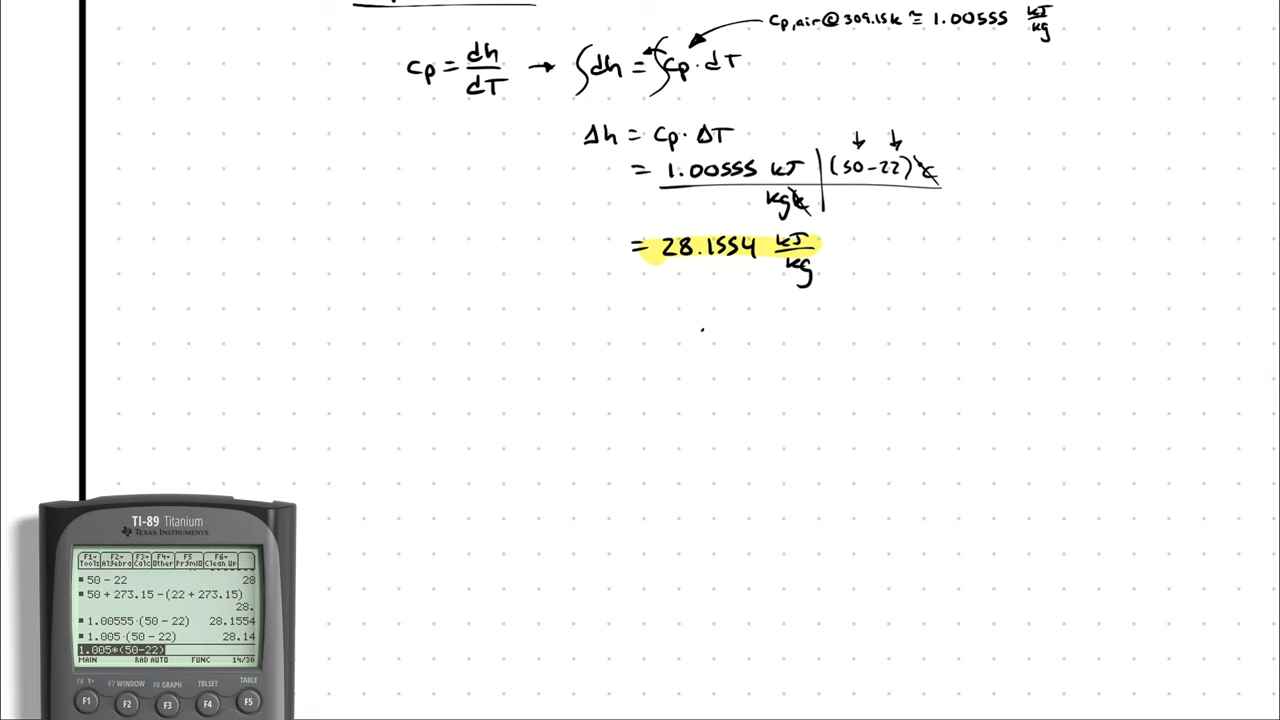 cp,air@309.15k ≅ 1.00555 kJ/kg
cp = dh/dT → ∫dh = ∫cp·dT
Δh = cp·ΔT
= 1.00555 kJ/kgk | (50-22)k
= 28.1554 kJ/kg
TI-89 Titanium
TEXAS INSTRUMENTS
F1 Tools F2 Algebra F3 Calc F4 Other F5 PrgmIO F6 Clean Up
50 - 22 28
50 + 273.15 - (22 + 273.15)
28.
1.00555·(50 - 22) 28.1554
1.005·(50 - 22) 28.14
1.005*(50-22)
MAIN RAD AUTO FUNC 14/30
F6 Y= F7 WINDOW F8 GRAPH TBLSET TABLE
F1 F2 F3 F4 F5